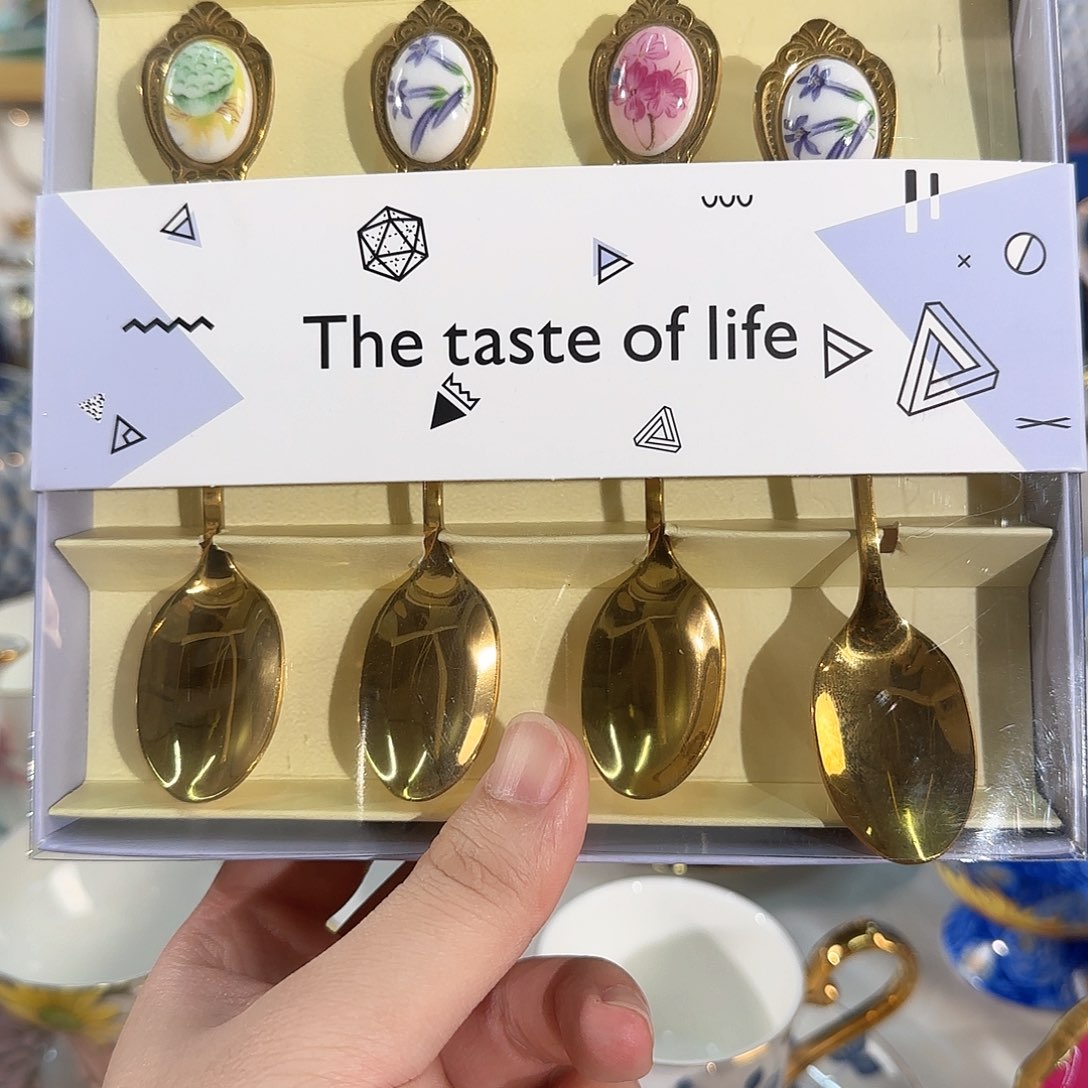 The taste of life